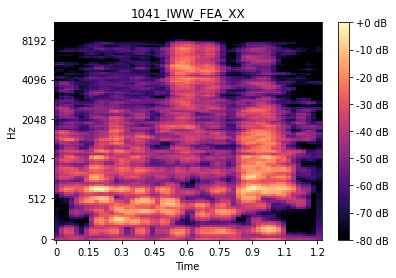 1041_IWW_FEA_XX
+0 dB
8192
-10 dB
4096
-20 dB
-30 dB
2048
Hz
-40 dB
1024
-50 dB
512
-60 dB
-70 dB
0
-80 dB
0 0.15 0.3 0.45 0.6 0.75 0.9 1.1 1.2
Time